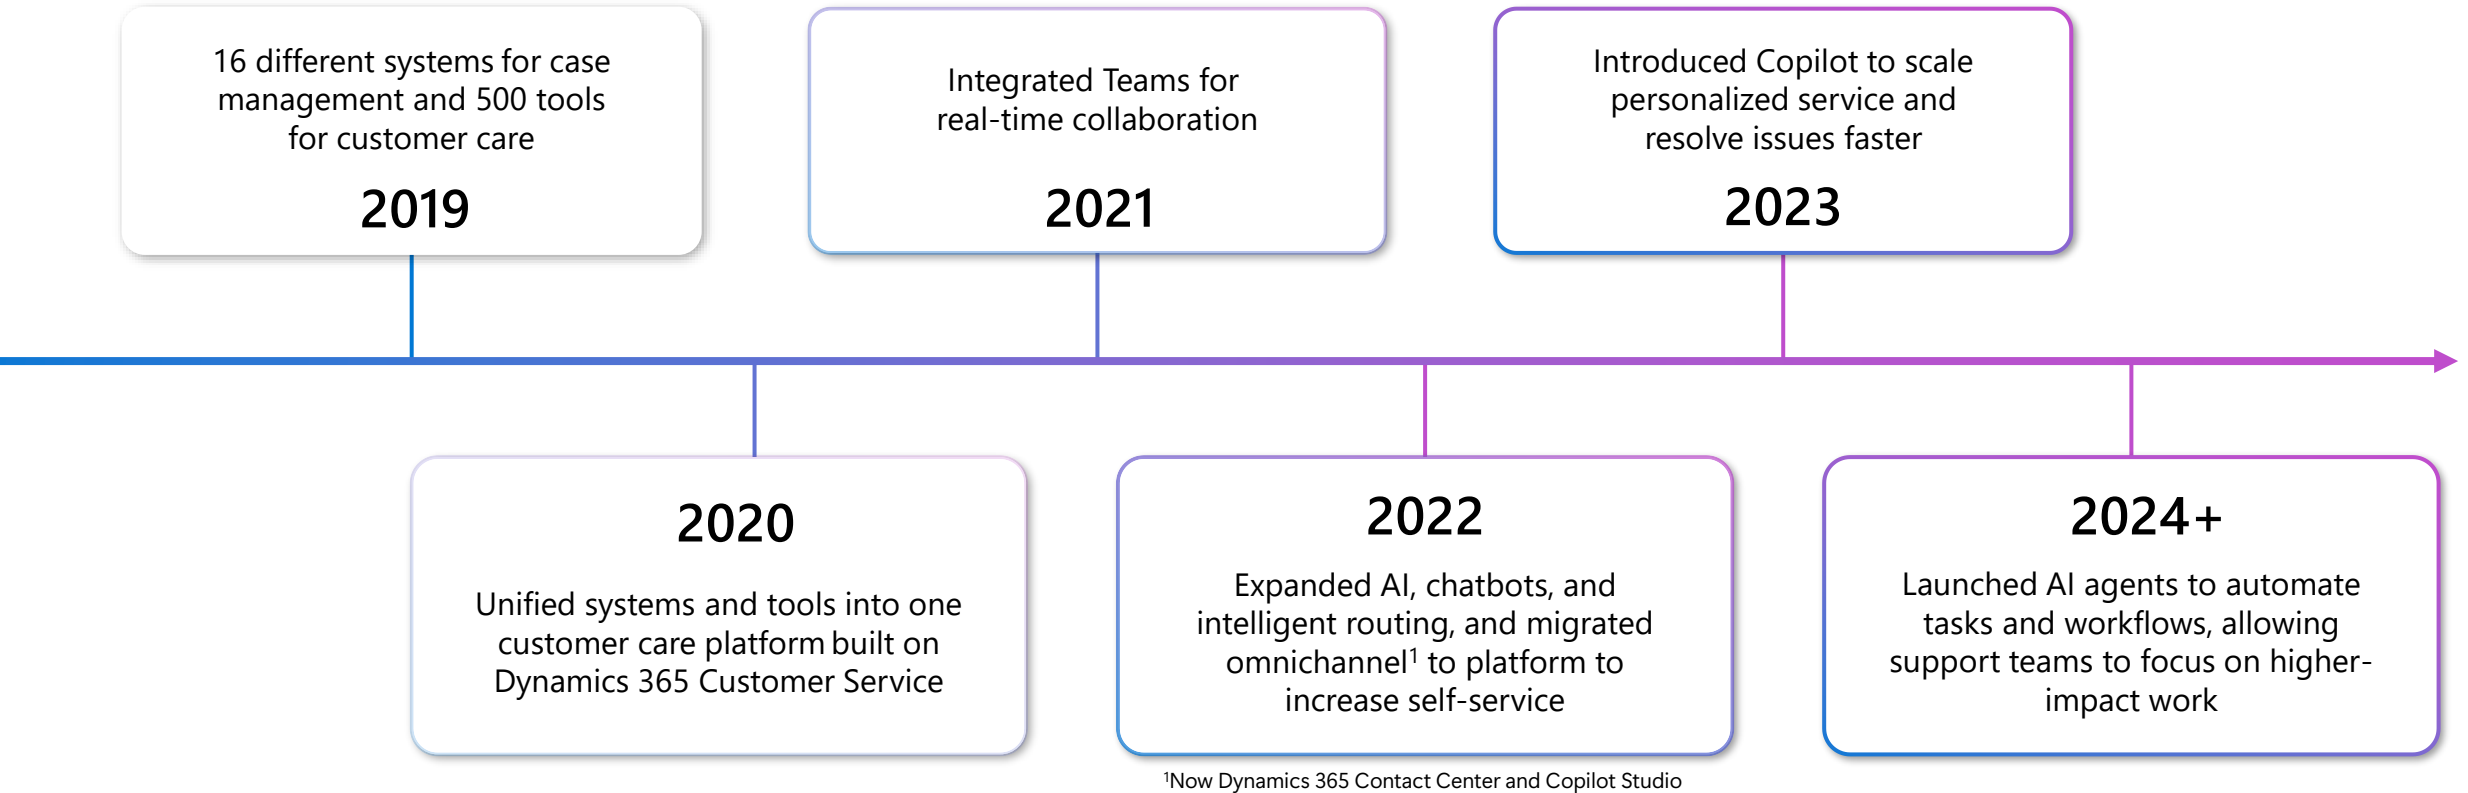 16 different systems for case
management and 500 tools
for customer care
2019
Integrated Teams for
real-time collaboration
2021
Introduced Copilot to scale
personalized service and
resolve issues faster
2023
2020
Unified systems and tools into one
customer care platform built on
Dynamics 365 Customer Service
2022
Expanded AI, chatbots, and
intelligent routing, and migrated
omnichannel¹ to platform to
increase self-service
2024+
Launched AI agents to automate
tasks and workflows, allowing
support teams to focus on higher-
impact work
¹Now Dynamics 365 Contact Center and Copilot Studio